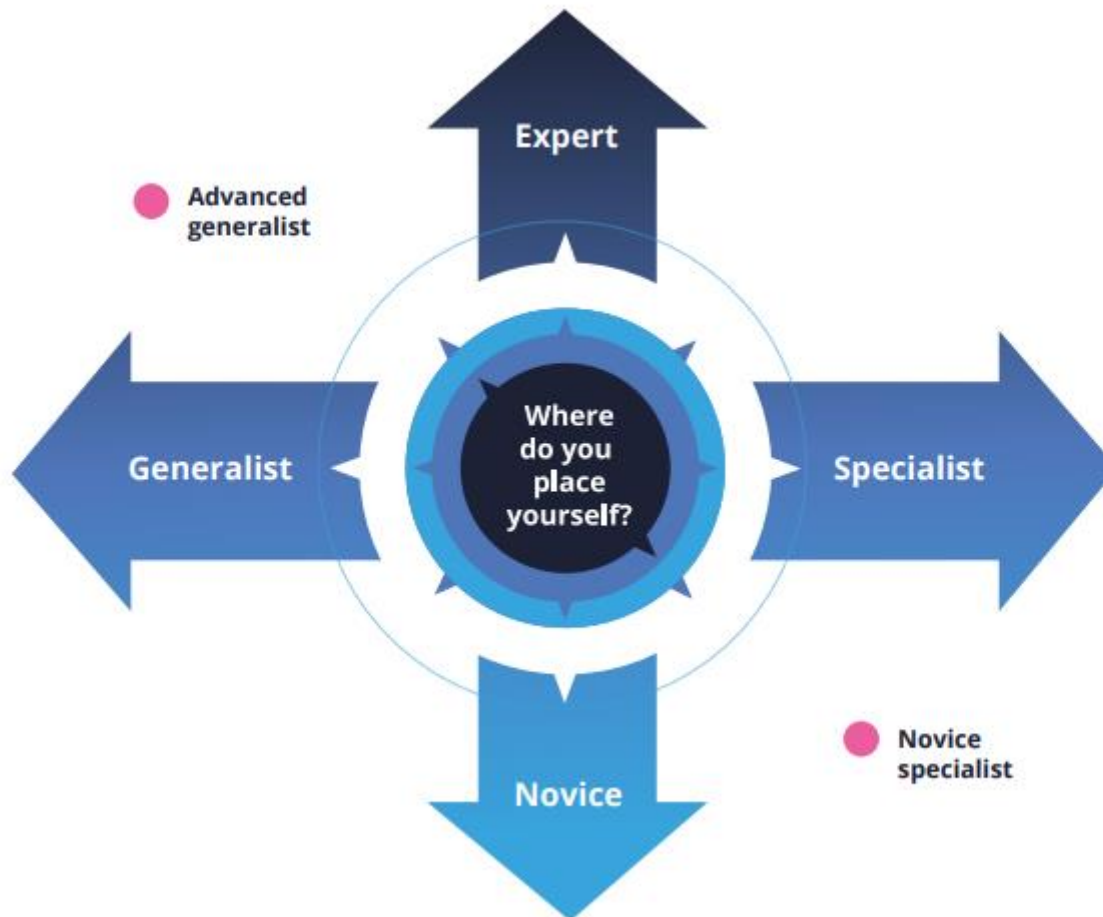 Expert
Advanced
generalist
Where
do you
place
yourself?
Generalist
Specialist
Novice
specialist
Novice